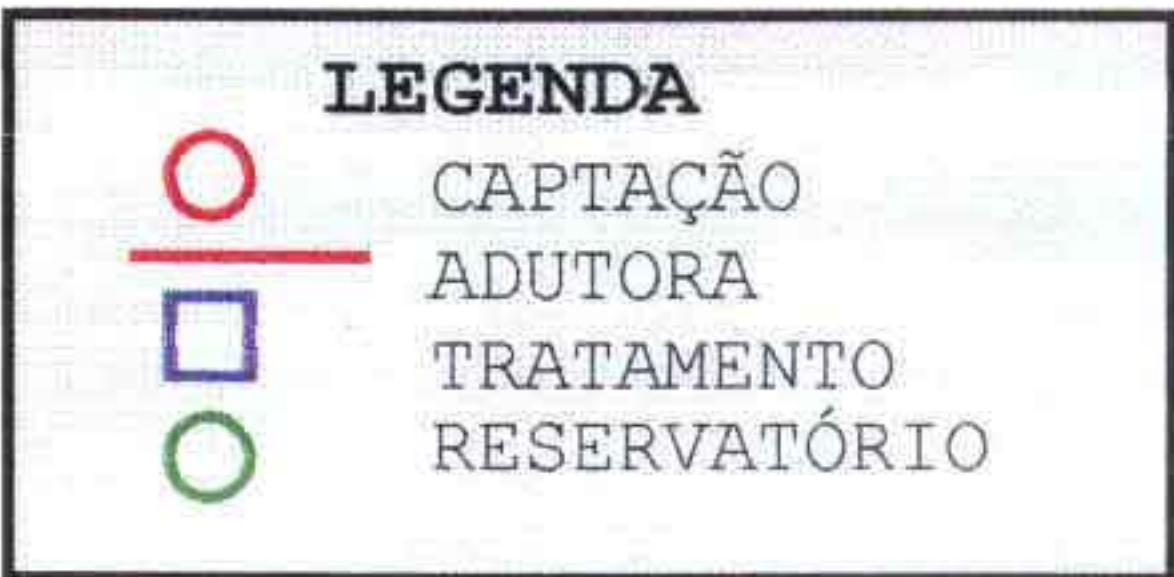 LEGENDA
CAPTAÇÃO
ADUTORA
TRATAMENTO
RESERVATÓRIO